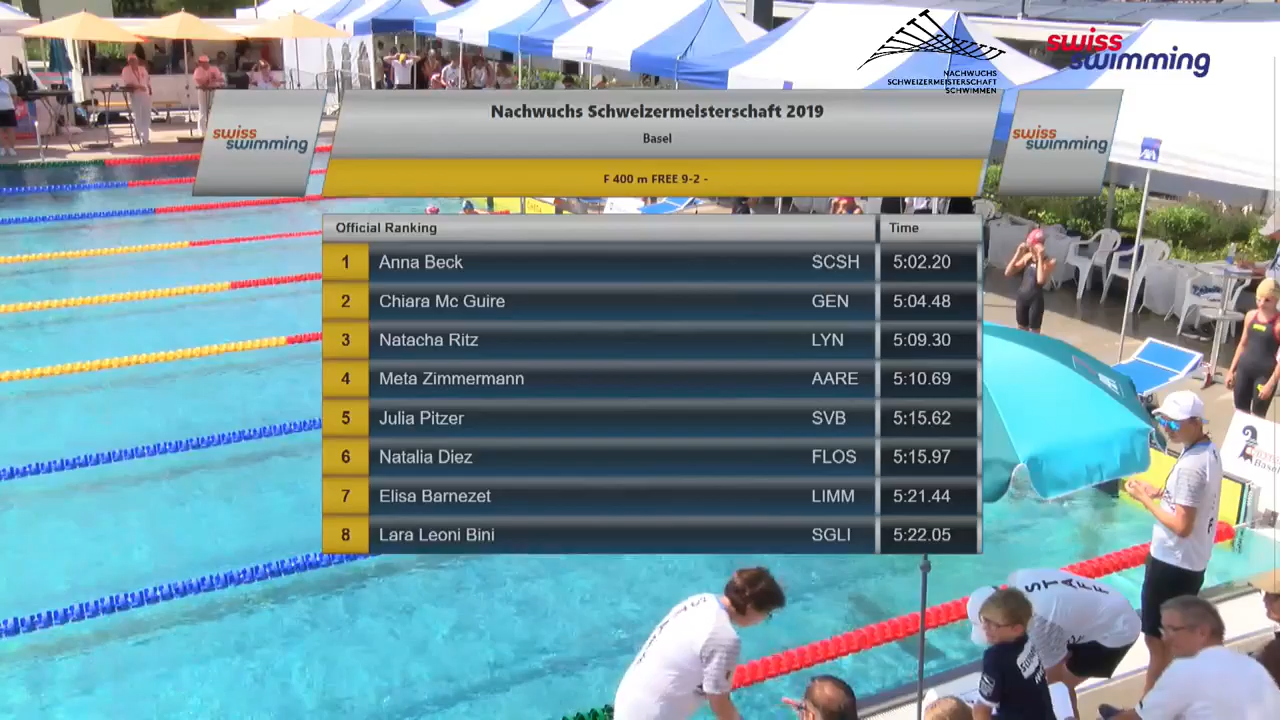 NACHWUCHS
SCHWEIZERMEISTERSCHAFT
SCHWIMMEN
swiss
swimming
Nachwuchs Schweizermeisterschaft 2019
Basel
swiss
swimming
swiss
swimming
F 400 m FREE 9-2 -
Official Ranking Time
1 Anna Beck SCSH 5:02.20
2 Chiara Mc Guire GEN 5:04.48
3 Natacha Ritz LYN 5:09.30
4 Meta Zimmermann AARE 5:10.69
5 Julia Pitzer SVB 5:15.62
6 Natalia Diez FLOS 5:15.97
7 Elisa Barnezet LIMM 5:21.44
8 Lara Leoni Bini SGLI 5:22.05
AXA
STAFF